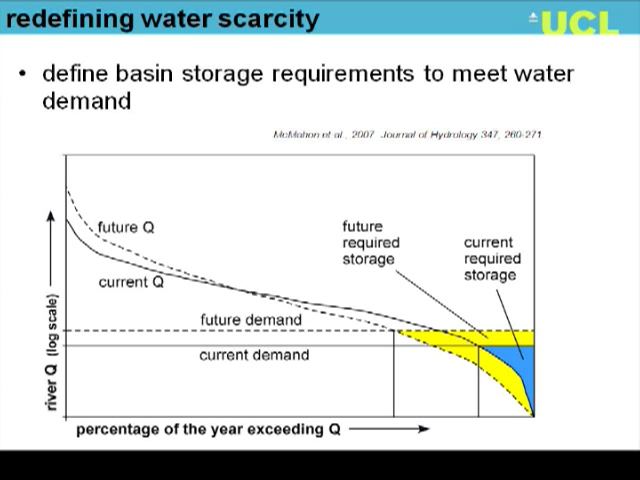 redefining water scarcity
UCL
• define basin storage requirements to meet water
demand
McMahon et al., 2007 Journal of Hydrology 347, 260-271
future Q
current Q
future
required
storage
current
required
storage
future demand
current demand
river Q (log scale)
percentage of the year exceeding Q